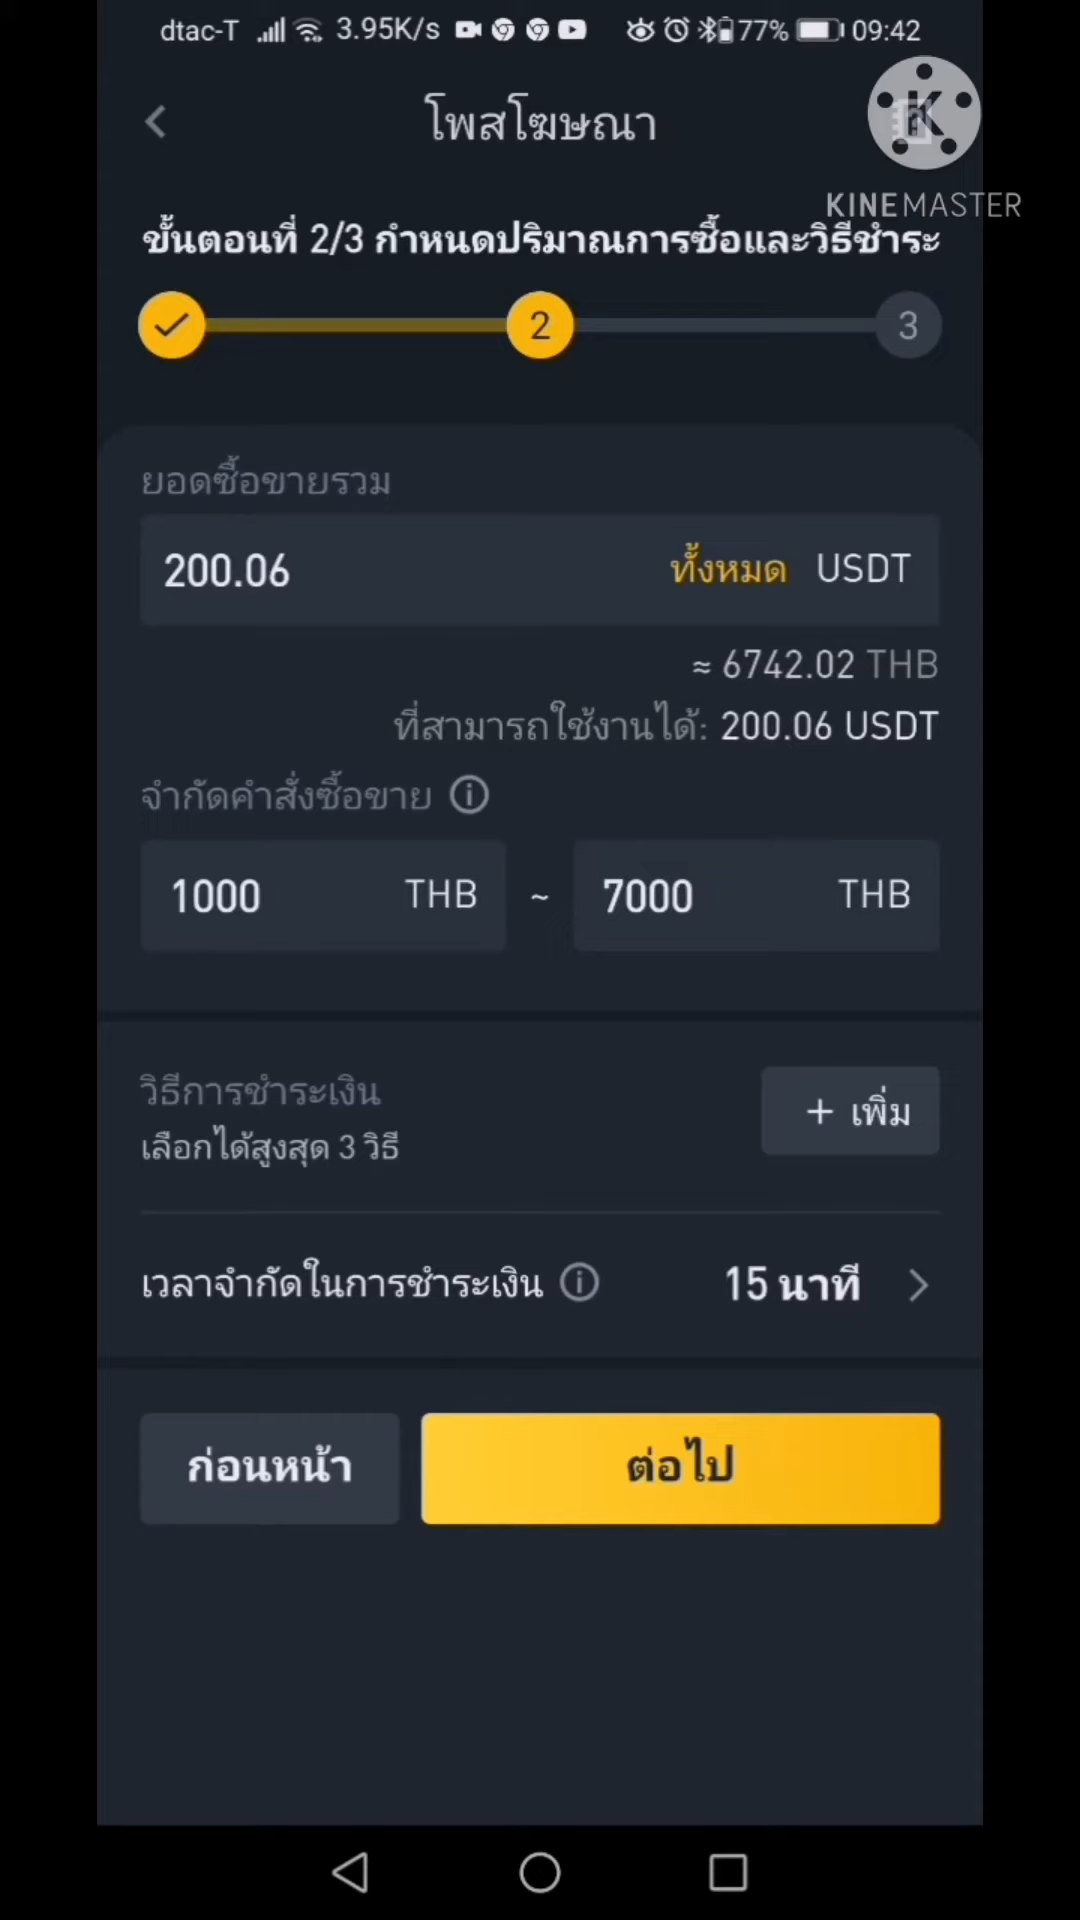 dtac-T 3.95K/s 77% 09:42
โพสโฆษณา
KINEMASTER
ขั้นตอนที่ 2/3 กำหนดปริมาณการซื้อและวิธีชำระ
2 3
ยอดซื้อขายรวม
200.06 ทั้งหมด USDT
≈ 6742.02 THB
ที่สามารถใช้งานได้: 200.06 USDT
จำกัดคำสั่งซื้อขาย
1000 THB ~ 7000 THB
วิธีการชำระเงิน
+ เพิ่ม
เลือกได้สูงสุด 3 วิธี
เวลาจำกัดในการชำระเงิน 15 นาที
ก่อนหน้า ต่อไป